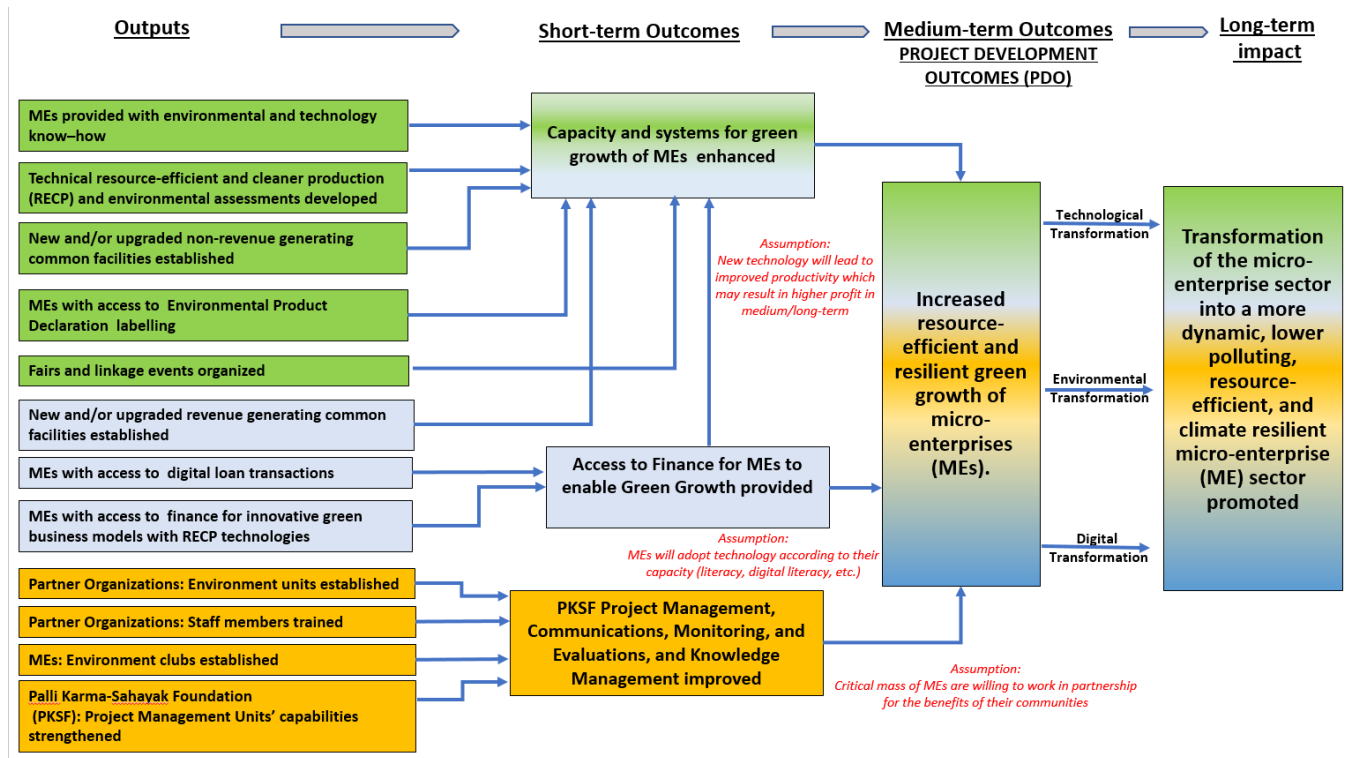 Outputs
Short-term Outcomes
Medium-term Outcomes
PROJECT DEVELOPMENT
OUTCOMES (PDO)
Long-term
impact
MEs provided with environmental and technology
know–how
Technical resource-efficient and cleaner production
(RECP) and environmental assessments developed
New and/or upgraded non-revenue generating
common facilities established
MEs with access to Environmental Product
Declaration labelling
Fairs and linkage events organized
New and/or upgraded revenue generating common
facilities established
MEs with access to digital loan transactions
MEs with access to finance for innovative green
business models with RECP technologies
Partner Organizations: Environment units established
Partner Organizations: Staff members trained
MEs: Environment clubs established
Palli Karma-Sahayak Foundation
(PKSF): Project Management Units’ capabilities
strengthened
Capacity and systems for green
growth of MEs enhanced
Assumption:
New technology will lead to
improved productivity which
may result in higher profit in
medium/long-term
Access to Finance for MEs to
enable Green Growth provided
Assumption:
MEs will adopt technology according to their
capacity (literacy, digital literacy, etc.)
PKSF Project Management,
Communications, Monitoring, and
Evaluations, and Knowledge
Management improved
Assumption:
Critical mass of MEs are willing to work in partnership
for the benefits of their communities
Increased
resource-
efficient and
resilient green
growth of
micro-
enterprises
(MEs).
Technological
Transformation
Environmental
Transformation
Digital
Transformation
Transformation
of the micro-
enterprise sector
into a more
dynamic, lower
polluting,
resource-
efficient, and
climate resilient
micro-enterprise
(ME) sector
promoted